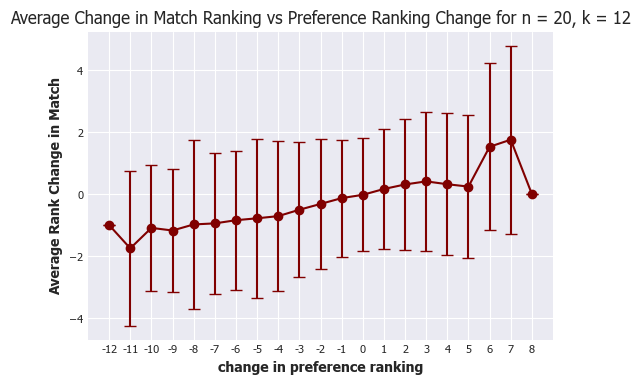 Average Change in Match Ranking vs Preference Ranking Change for n = 20, k = 12
Average Rank Change in Match
4
2
0
−2
−4
-12 -11 -10 -9 -8 -7 -6 -5 -4 -3 -2 -1 0 1 2 3 4 5 6 7 8
change in preference ranking